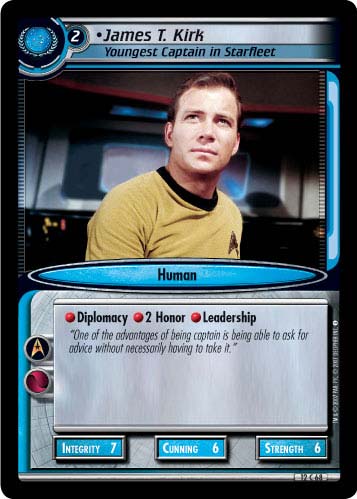 2
•James T. Kirk
Youngest Captain in Starfleet
Human
Diplomacy 2 Honor Leadership
"One of the advantages of being captain is being able to ask for
advice without necessarily having to take it."
Integrity 7 Cunning 6 Strength 6
12 C 68